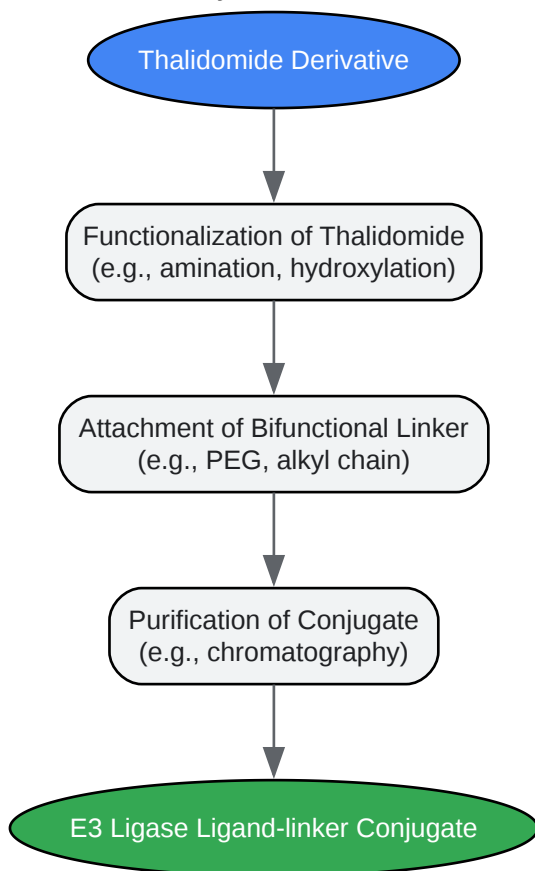 Thalidomide Derivative
Functionalization of Thalidomide
(e.g., amination, hydroxylation)
Attachment of Bifunctional Linker
(e.g., PEG, alkyl chain)
Purification of Conjugate
(e.g., chromatography)
E3 Ligase Ligand-linker Conjugate